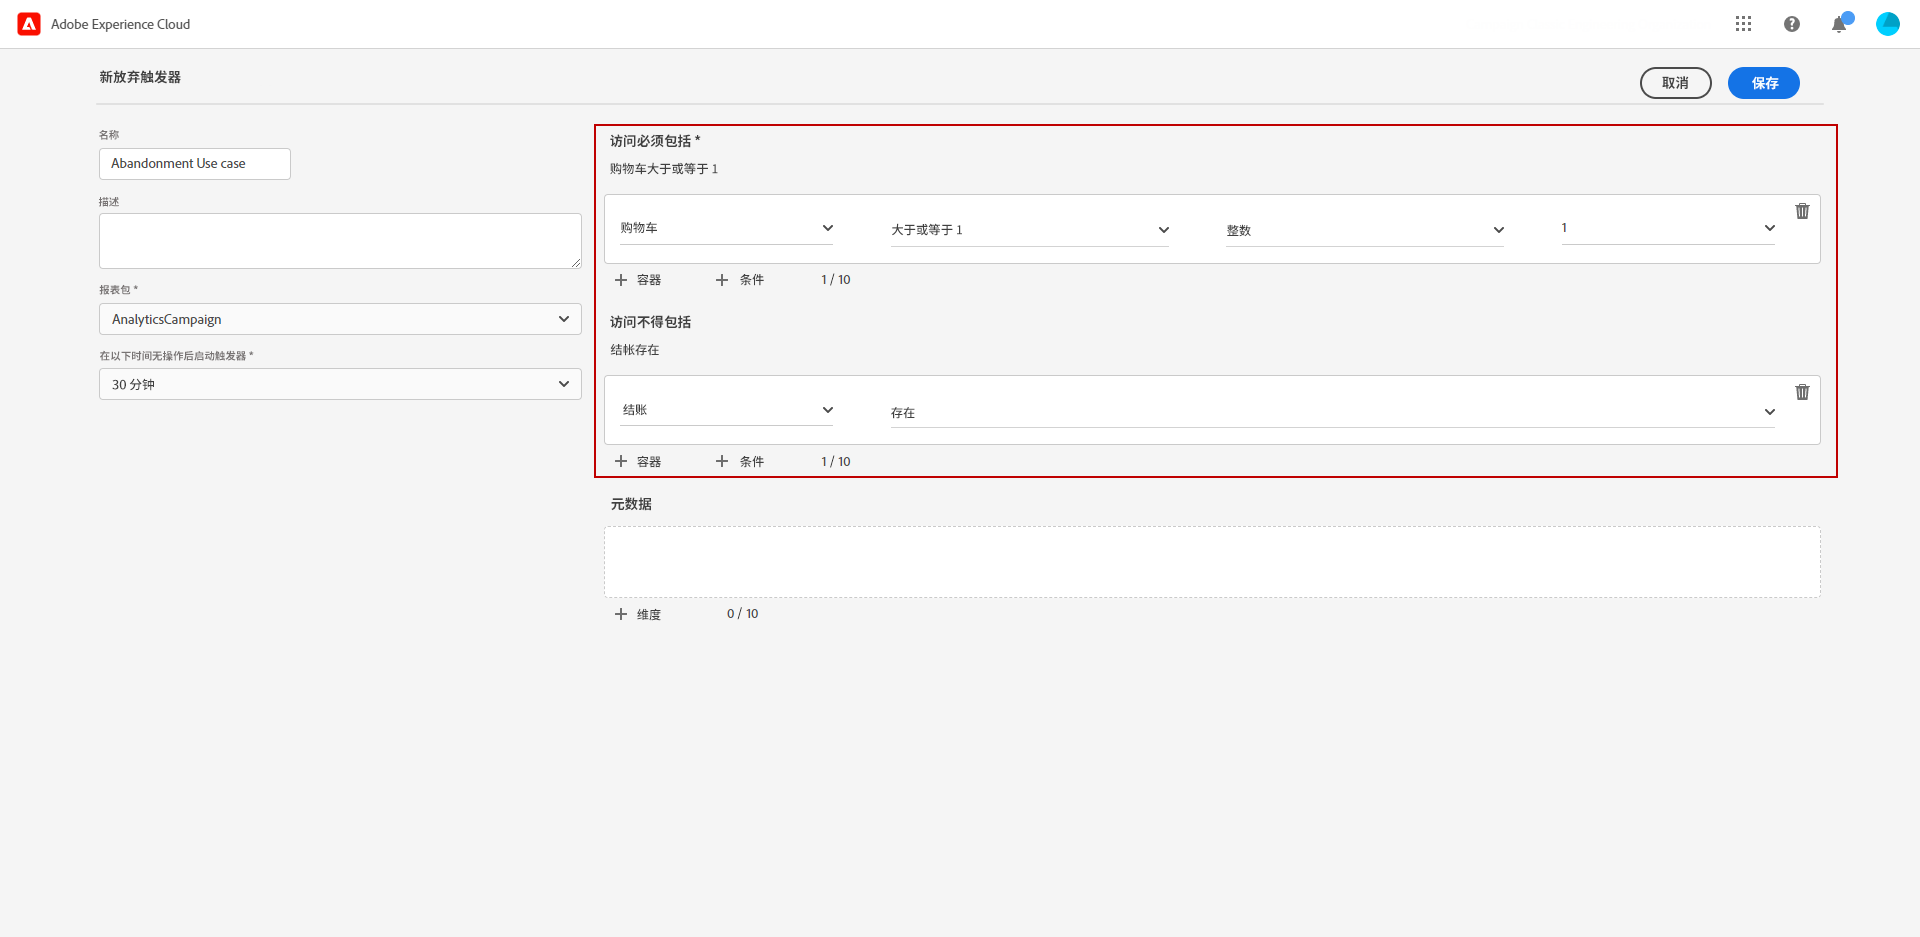 Adobe Experience Cloud
新放弃触发器
取消
保存
名称
Abandonment Use case
描述
报表包 *
AnalyticsCampaign
在以下时间无操作后启动触发器 *
30 分钟
访问必须包括 *
购物车大于或等于 1
购物车
大于或等于 1
整数
1
容器
条件
1 / 10
访问不得包括
结帐存在
结账
存在
容器
条件
1 / 10
元数据
维度
0 / 10